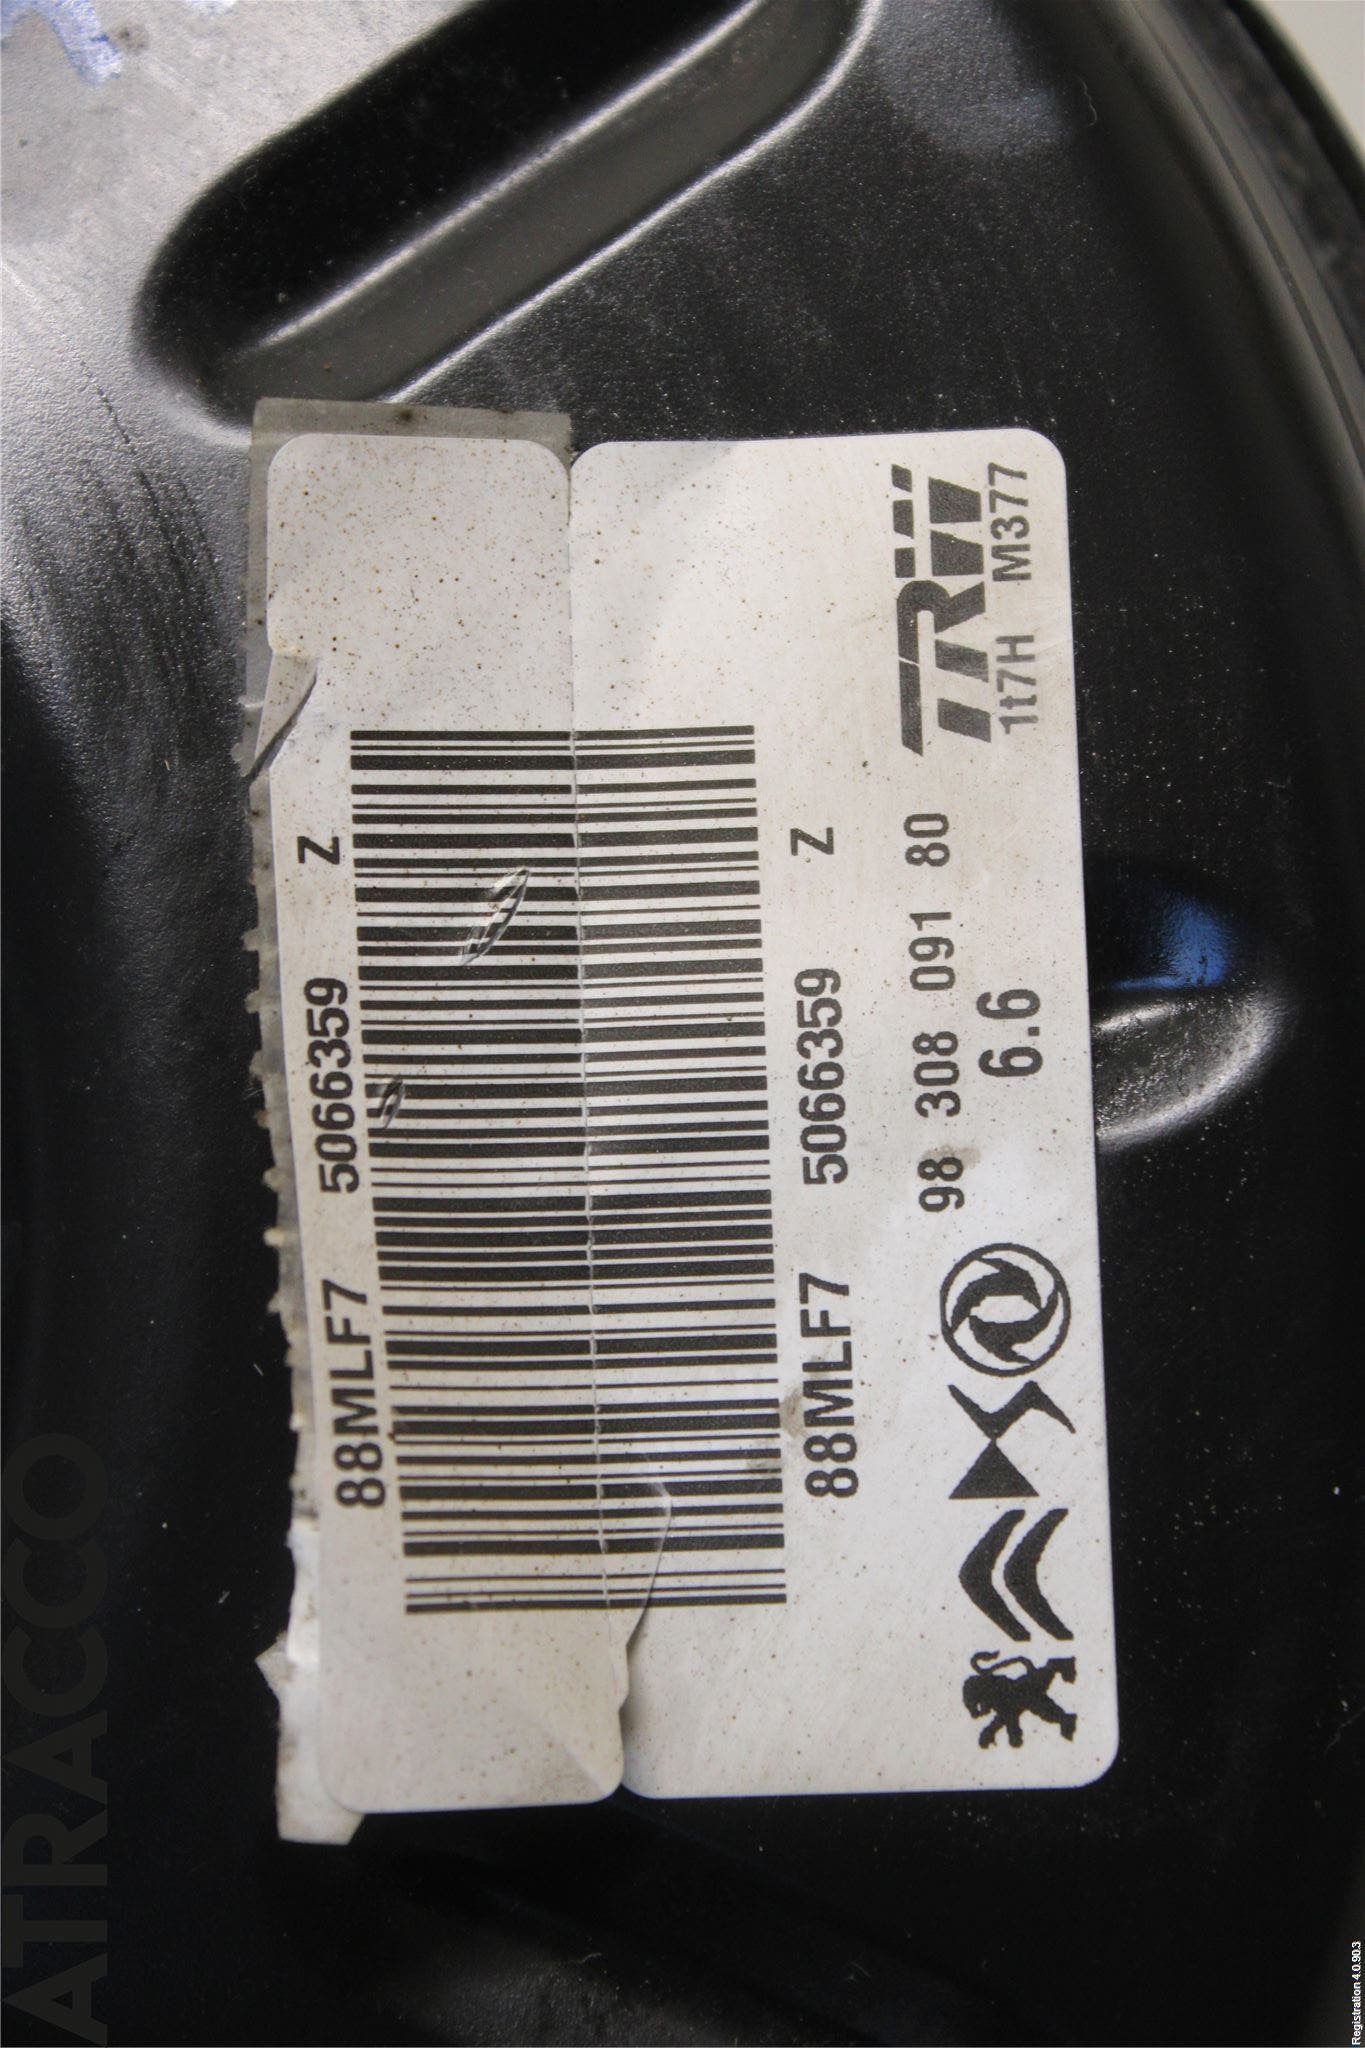 88MLF7 5066359 Z
88MLF7 5066359 Z
98 308 091 80
6.6
TRW
1t7H M377
ATRACCO
Registration 4.0.90.3